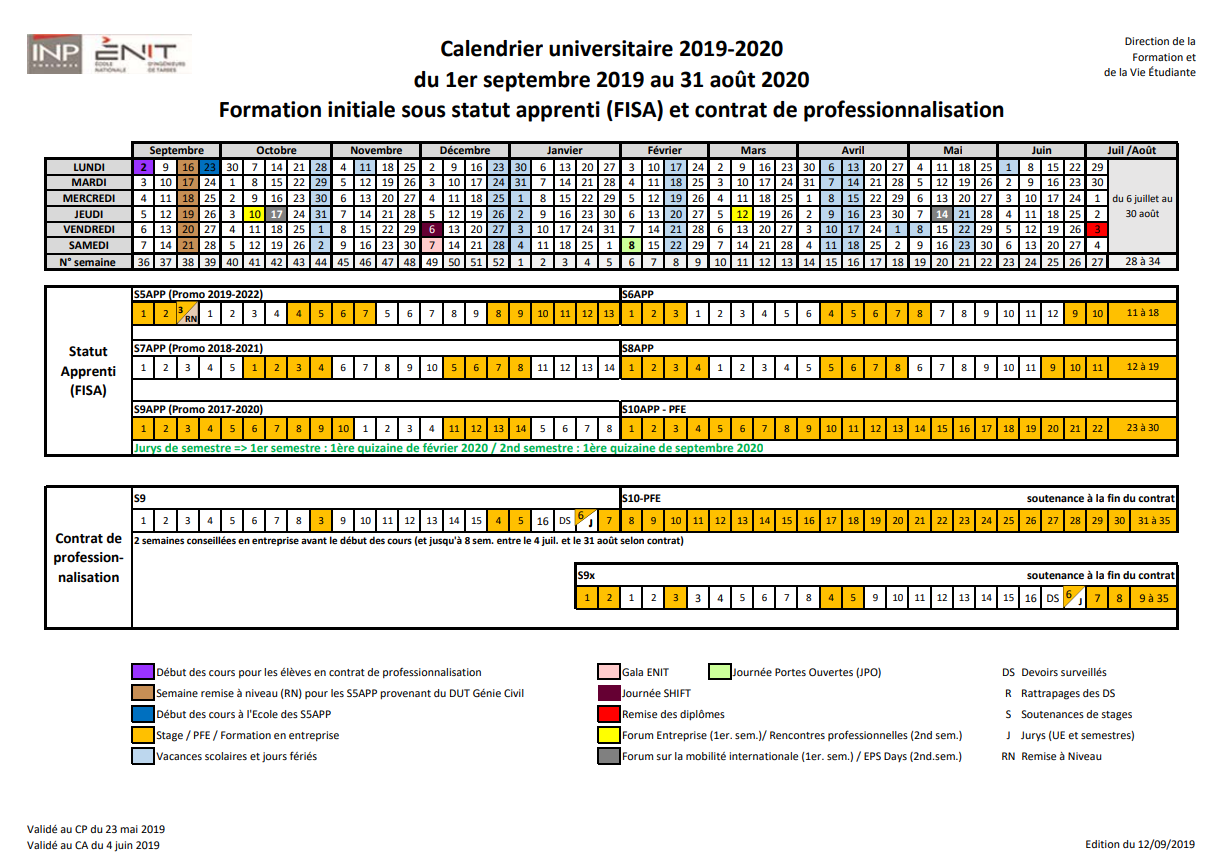 INP ENIT
TOULOUSE ÉCOLE NATIONALE D'INGÉNIEURS DE TARBES
Calendrier universitaire 2019-2020
du 1er septembre 2019 au 31 août 2020
Formation initiale sous statut apprenti (FISA) et contrat de professionnalisation
Direction de la
Formation et
de la Vie Étudiante
Septembre Octobre Novembre Décembre Janvier Février Mars Avril Mai Juin Juil /Août
LUNDI 2 9 16 23 30 7 14 21 28 4 11 18 25 2 9 16 23 30 6 13 20 27 3 10 17 24 2 9 16 23 30 6 13 20 27 4 11 18 25 1 8 15 22 29
MARDI 3 10 17 24 1 8 15 22 29 5 12 19 26 3 10 17 24 31 7 14 21 28 4 11 18 25 3 10 17 24 31 7 14 21 28 5 12 19 26 2 9 16 23 30
MERCREDI 4 11 18 25 2 9 16 23 30 6 13 20 27 4 11 18 25 1 8 15 22 29 5 12 19 26 4 11 18 25 1 8 15 22 29 6 13 20 27 3 10 17 24 1
du 6 juillet au
JEUDI 5 12 19 26 3 10 17 24 31 7 14 21 28 5 12 19 26 2 9 16 23 30 6 13 20 27 5 12 19 26 2 9 16 23 30 7 14 21 28 4 11 18 25 2
30 août
VENDREDI 6 13 20 27 4 11 18 25 1 8 15 22 29 6 13 20 27 3 10 17 24 31 7 14 21 28 6 13 20 27 3 10 17 24 1 8 15 22 29 5 12 19 26 3
SAMEDI 7 14 21 28 5 12 19 26 2 9 16 23 30 7 14 21 28 4 11 18 25 1 8 15 22 29 7 14 21 28 4 11 18 25 2 9 16 23 30 6 13 20 27 4
N° semaine 36 37 38 39 40 41 42 43 44 45 46 47 48 49 50 51 52 1 2 3 4 5 6 7 8 9 10 11 12 13 14 15 16 17 18 19 20 21 22 23 24 25 26 27 28 à 34
Statut
Apprenti
(FISA)
S5APP (Promo 2019-2022) S6APP
1 2 3 RN 1 2 3 4 4 5 6 7 5 6 7 8 9 8 9 10 11 12 13 1 2 3 1 2 3 4 5 6 4 5 6 7 8 7 8 9 10 11 12 9 10 11 à 18
S7APP (Promo 2018-2021) S8APP
1 2 3 4 5 1 2 3 4 6 7 8 9 10 5 6 7 8 11 12 13 14 1 2 3 4 1 2 3 4 5 5 6 7 8 6 7 8 9 10 11 9 10 11 12 à 19
S9APP (Promo 2017-2020) S10APP - PFE
1 2 3 4 5 6 7 8 9 10 1 2 3 4 11 12 13 14 5 6 7 8 1 2 3 4 5 6 7 8 9 10 11 12 13 14 15 16 17 18 19 20 21 22 23 à 30
Jurys de semestre => 1er semestre : 1ère quizaine de février 2020 / 2nd semestre : 1ère quizaine de septembre 2020
Contrat de
profession-
nalisation
S9 S10-PFE soutenance à la fin du contrat
1 2 3 4 5 6 7 8 3 9 10 11 12 13 14 15 4 5 16 DS 6 J 7 8 9 10 11 12 13 14 15 16 17 18 19 20 21 22 23 24 25 26 27 28 29 30 31 à 35
2 semaines conseillées en entreprise avant le début des cours (et jusqu'à 8 sem. entre le 4 juil. et le 31 août selon contrat)
S9x soutenance à la fin du contrat
1 2 1 2 3 3 4 5 6 7 8 4 5 9 10 11 12 13 14 15 16 DS 6 J 7 8 9 à 35
Début des cours pour les élèves en contrat de professionnalisation Gala ENIT Journée Portes Ouvertes (JPO) DS Devoirs surveillés
Semaine remise à niveau (RN) pour les S5APP provenant du DUT Génie Civil Journée SHIFT R Rattrapages des DS
Début des cours à l'Ecole des S5APP Remise des diplômes S Soutenances de stages
Stage / PFE / Formation en entreprise Forum Entreprise (1er. sem.)/ Rencontres professionnelles (2nd sem.) J Jurys (UE et semestres)
Vacances scolaires et jours fériés Forum sur la mobilité internationale (1er. sem.) / EPS Days (2nd.sem.) RN Remise à Niveau
Validé au CP du 23 mai 2019
Validé au CA du 4 juin 2019
Edition du 12/09/2019